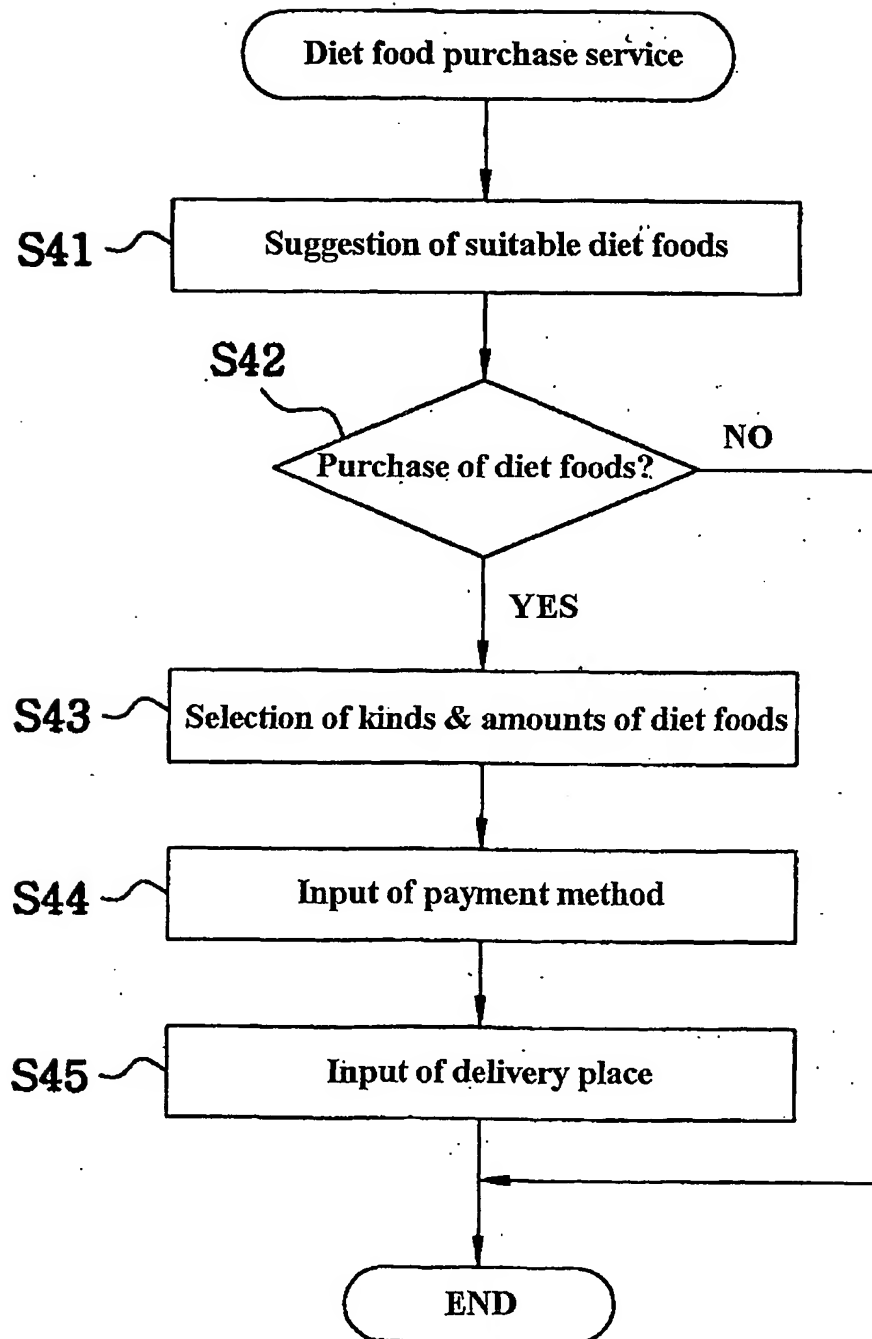 Diet food purchase service
S41
Suggestion of suitable diet foods
S42
Purchase of diet foods?
NO
YES
S43
Selection of kinds & amounts of diet foods
S44
Input of payment method
S45
Input of delivery place
END